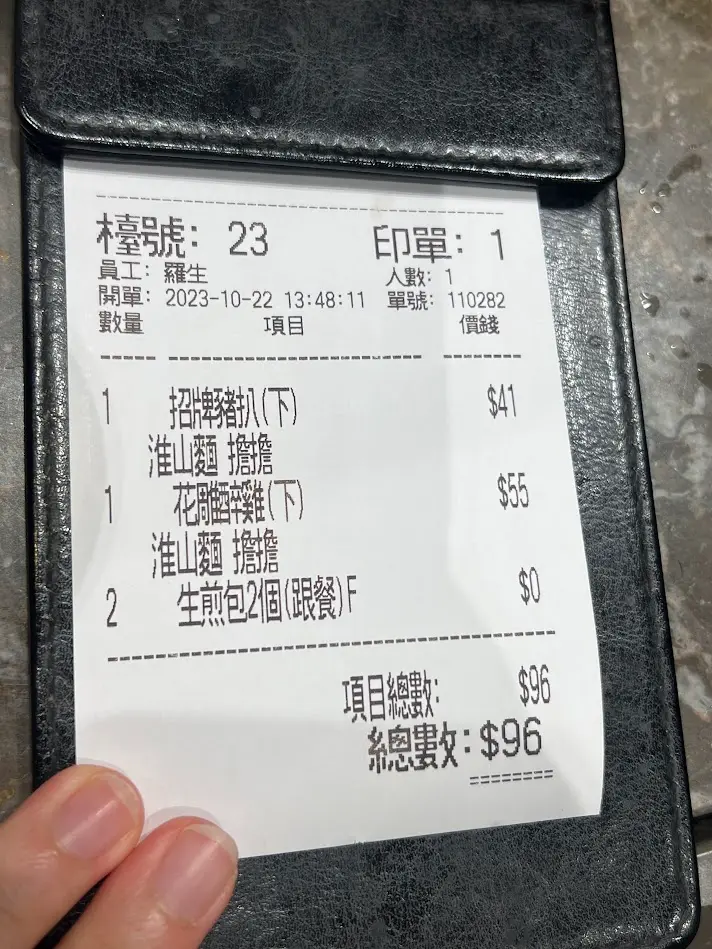 檯號: 23 印單: 1
員工: 羅生 人數: 1
開單: 2023-10-22 13:48:11 單號: 110282
數量 項目 價錢
1 招牌豬扒(下) $41
淮山麵 擔擔
1 花雕醉雞(下) $55
淮山麵 擔擔
2 生煎包2個(跟餐)F $0
項目總數: $96
總數: $96